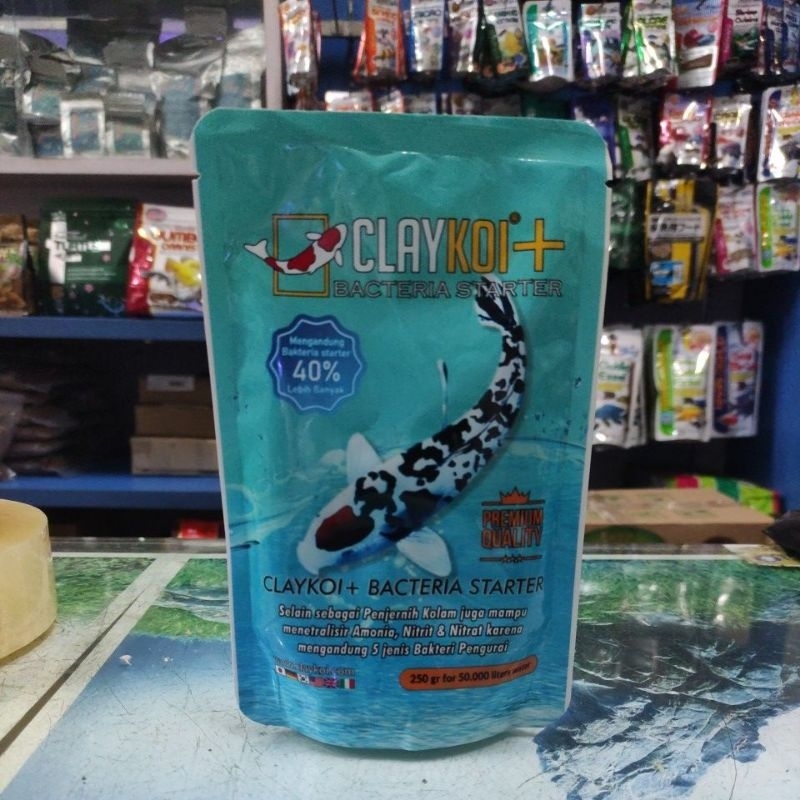 CLAYKOI®+
BACTERIA STARTER
Mengandung
Bakteria starter
40%
Lebih Banyak
PREMIUM
QUALITY
CLAYKOI+ BACTERIA STARTER
Selain sebagai Penjernih Kolam juga mampu
menetralisir Amonia, Nitrit & Nitrat karena
mengandung 5 jenis Bakteri Pengurai
250 gr for 50.000 liters water